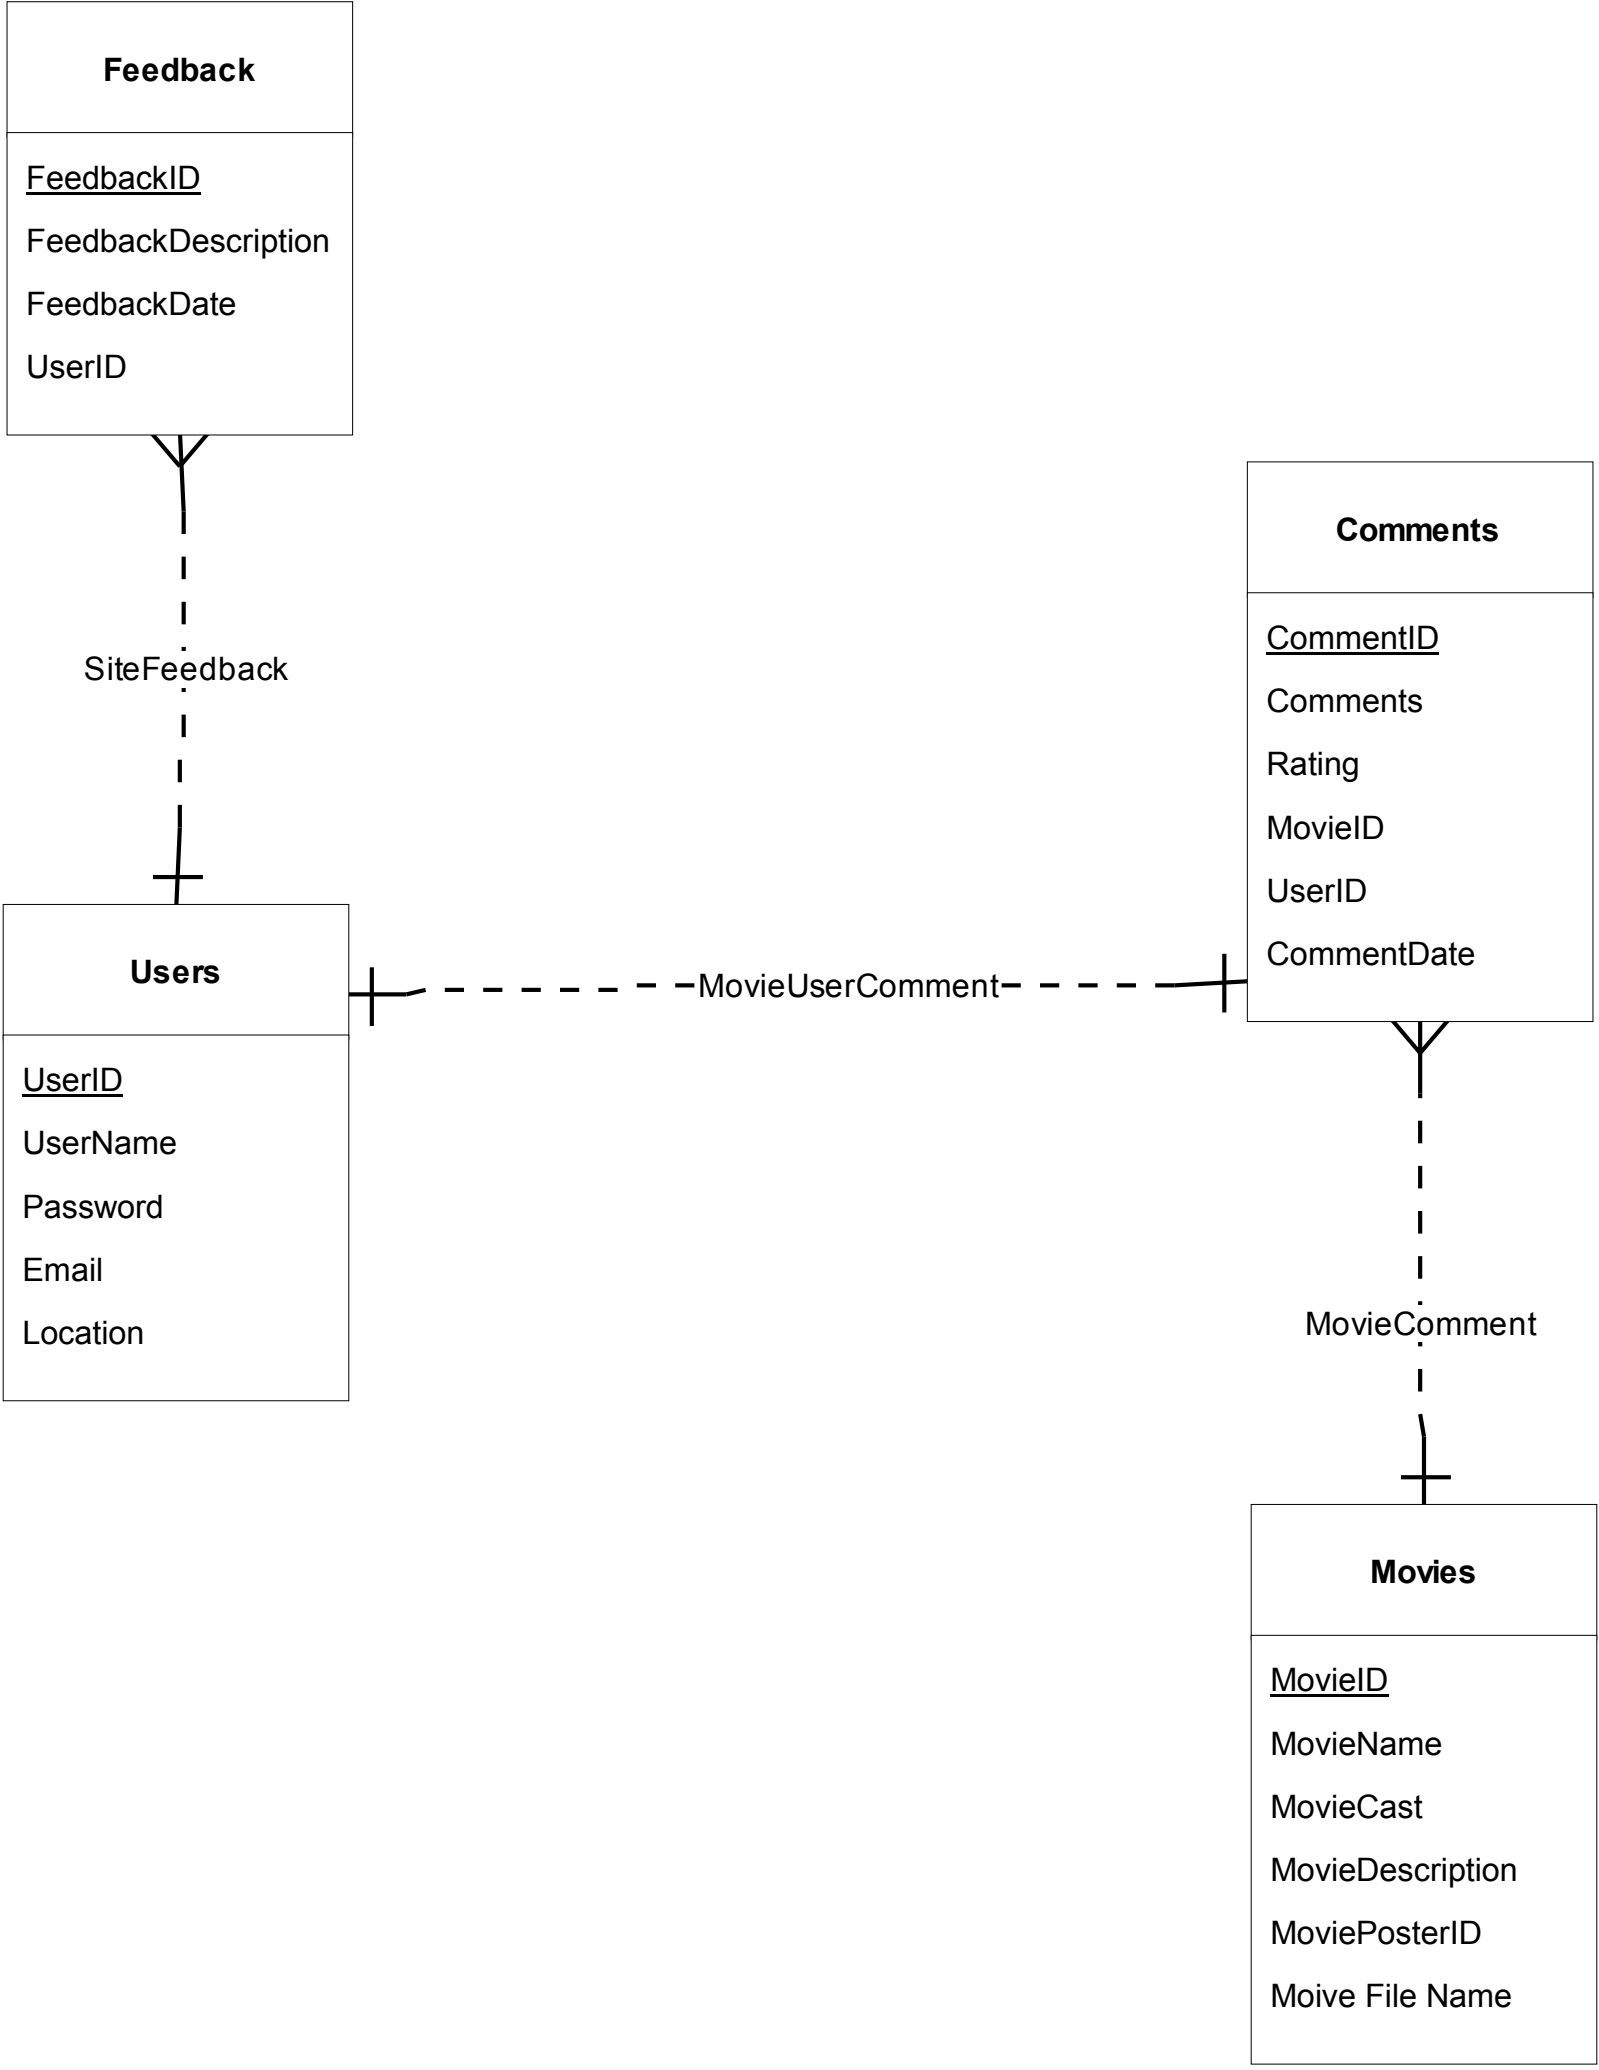 Feedback
FeedbackID
FeedbackDescription
FeedbackDate
UserID
SiteFeedback
Users
UserID
UserName
Password
Email
Location
MovieUserComment
Comments
CommentID
Comments
Rating
MovieID
UserID
CommentDate
MovieComment
Movies
MovieID
MovieName
MovieCast
MovieDescription
MoviePosterID
Moive File Name